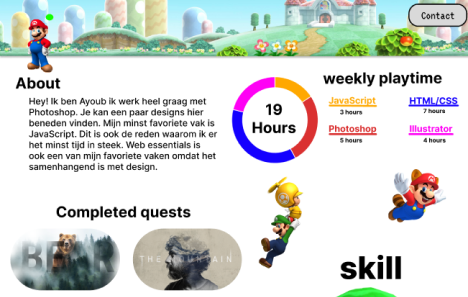 Contact
About
Hey! Ik ben Ayoub ik werk heel graag met
Photoshop. Je kan een paar designs hier
beneden vinden. Mijn minst favoriete vak is
JavaScript. Dit is ook de reden waarom ik er
het minst tijd in steek. Web essentials is
ook een van mijn favoriete vaken omdat het
samenhangend is met design.
19
Hours
weekly playtime
JavaScript
3 hours
HTML/CSS
7 hours
Photoshop
5 hours
Illustrator
4 hours
Completed quests
BEAR
THE MOUNTAIN
skill